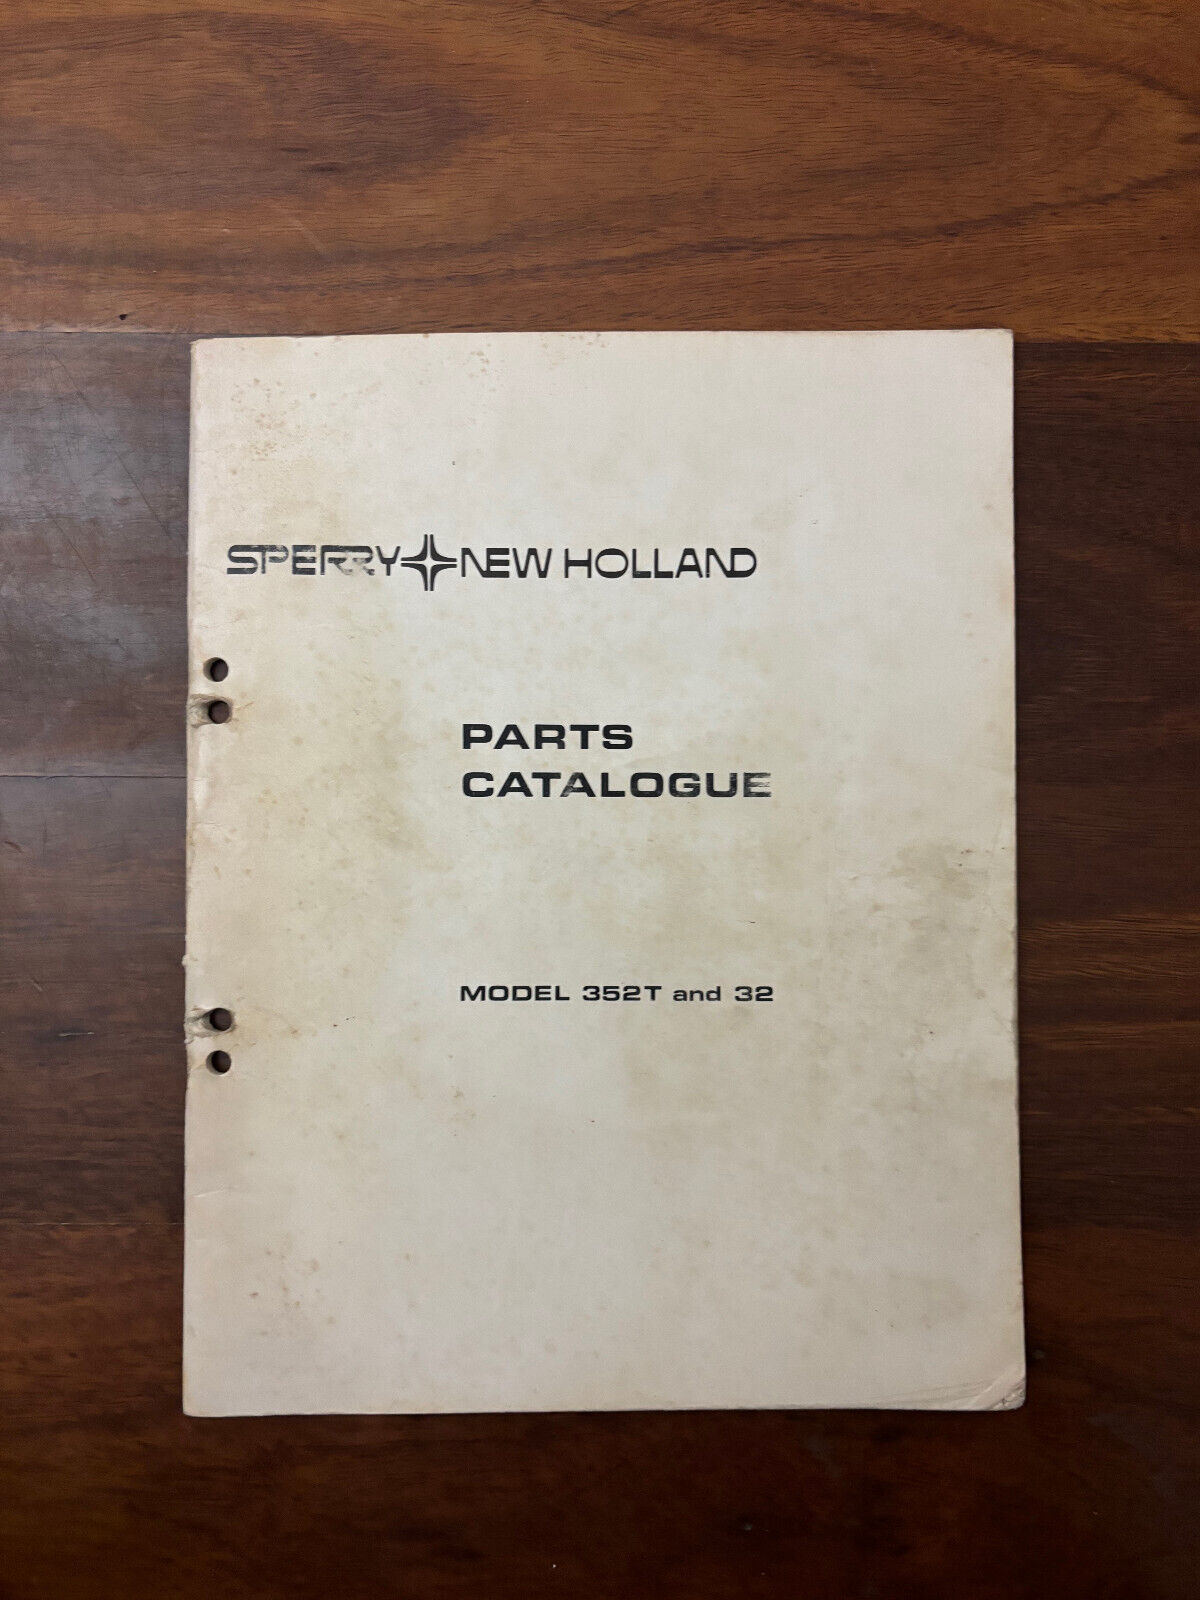 SPERRY NEW HOLLAND
PARTS
CATALOGUE
MODEL 352T and 32